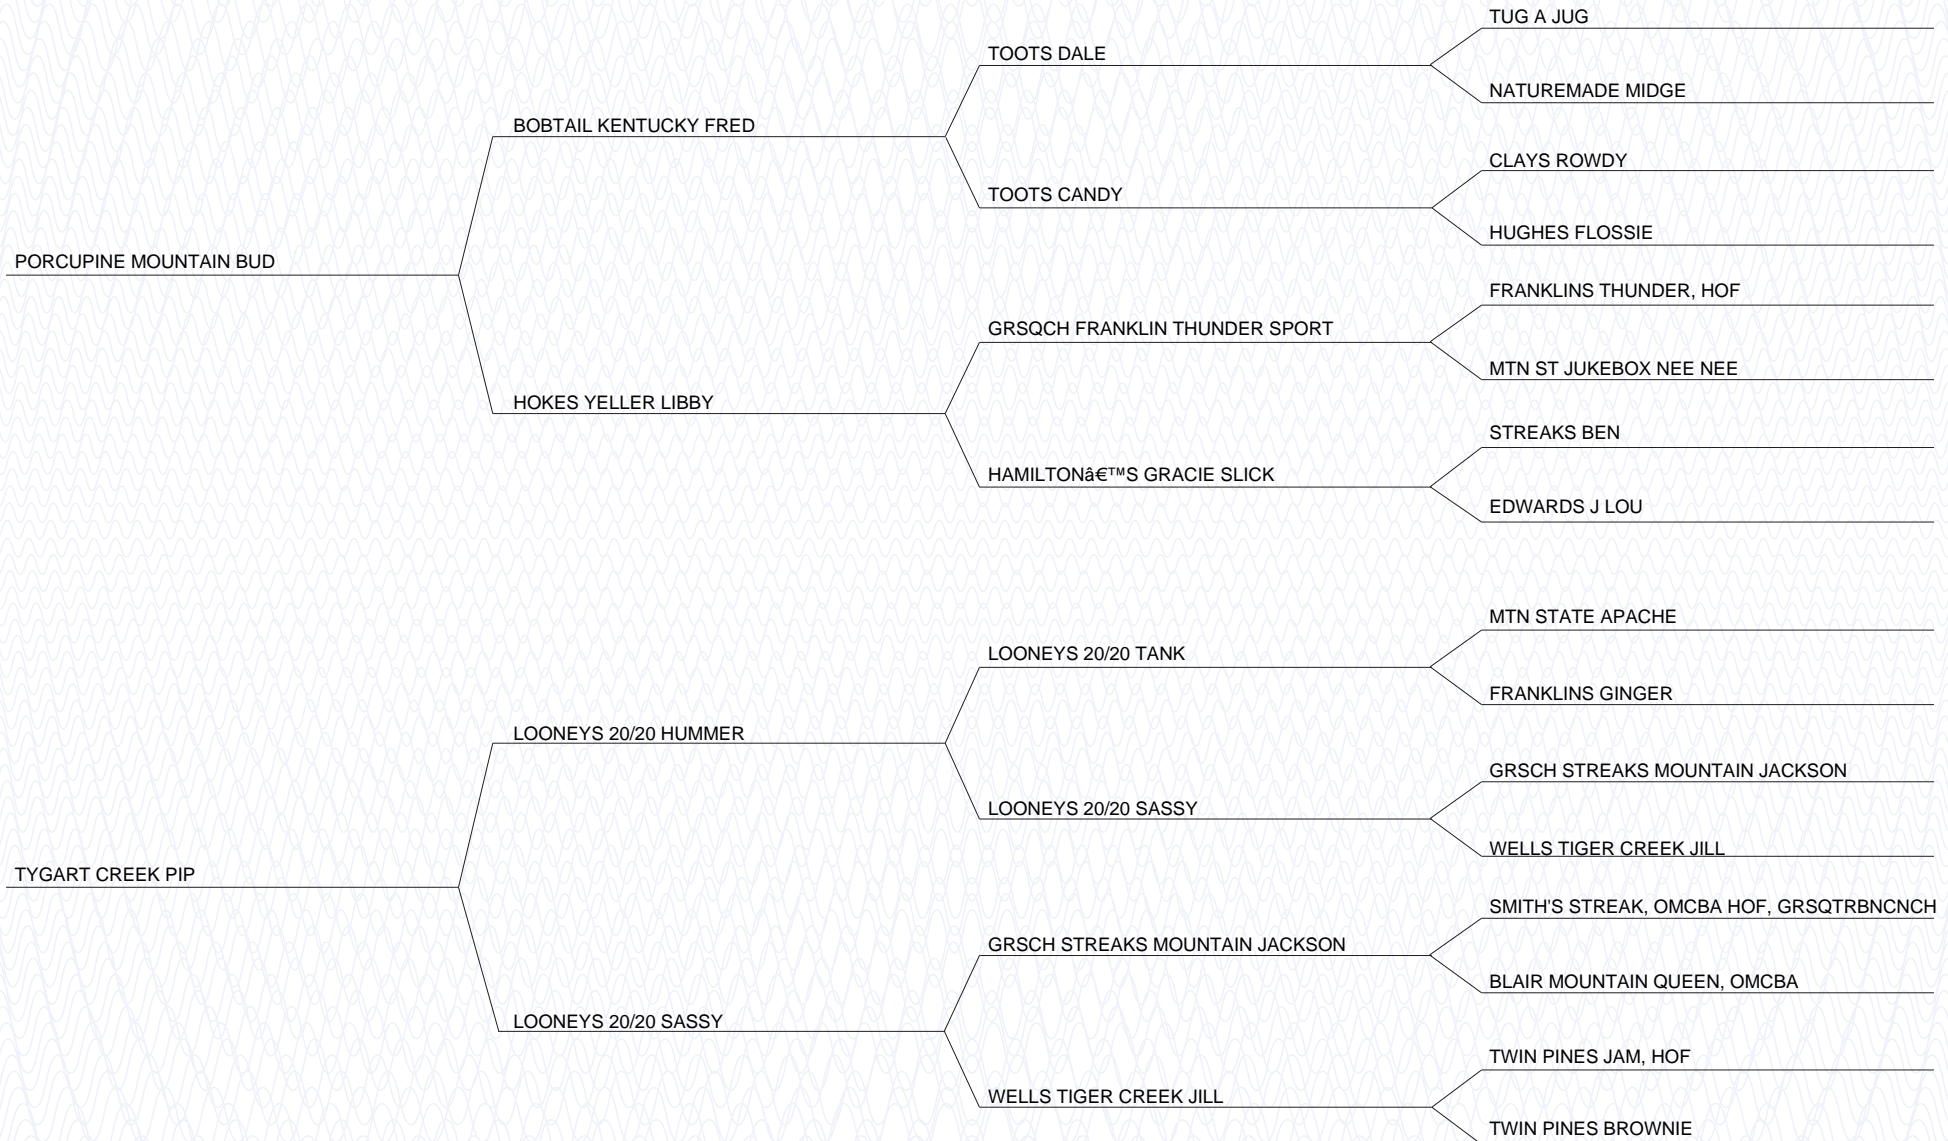 TUG A JUG
TOOTS DALE
NATUREMADE MIDGE
BOBTAIL KENTUCKY FRED
CLAYS ROWDY
TOOTS CANDY
HUGHES FLOSSIE
PORCUPINE MOUNTAIN BUD
FRANKLINS THUNDER, HOF
GRSQCH FRANKLIN THUNDER SPORT
MTN ST JUKEBOX NEE NEE
HOKES YELLER LIBBY
STREAKS BEN
HAMILTON’S GRACIE SLICK
EDWARDS J LOU
MTN STATE APACHE
LOONEYS 20/20 TANK
FRANKLINS GINGER
LOONEYS 20/20 HUMMER
GRSCH STREAKS MOUNTAIN JACKSON
LOONEYS 20/20 SASSY
WELLS TIGER CREEK JILL
TYGART CREEK PIP
SMITH'S STREAK, OMCBA HOF, GRSQTRBNCNCH
GRSCH STREAKS MOUNTAIN JACKSON
BLAIR MOUNTAIN QUEEN, OMCBA
LOONEYS 20/20 SASSY
TWIN PINES JAM, HOF
WELLS TIGER CREEK JILL
TWIN PINES BROWNIE